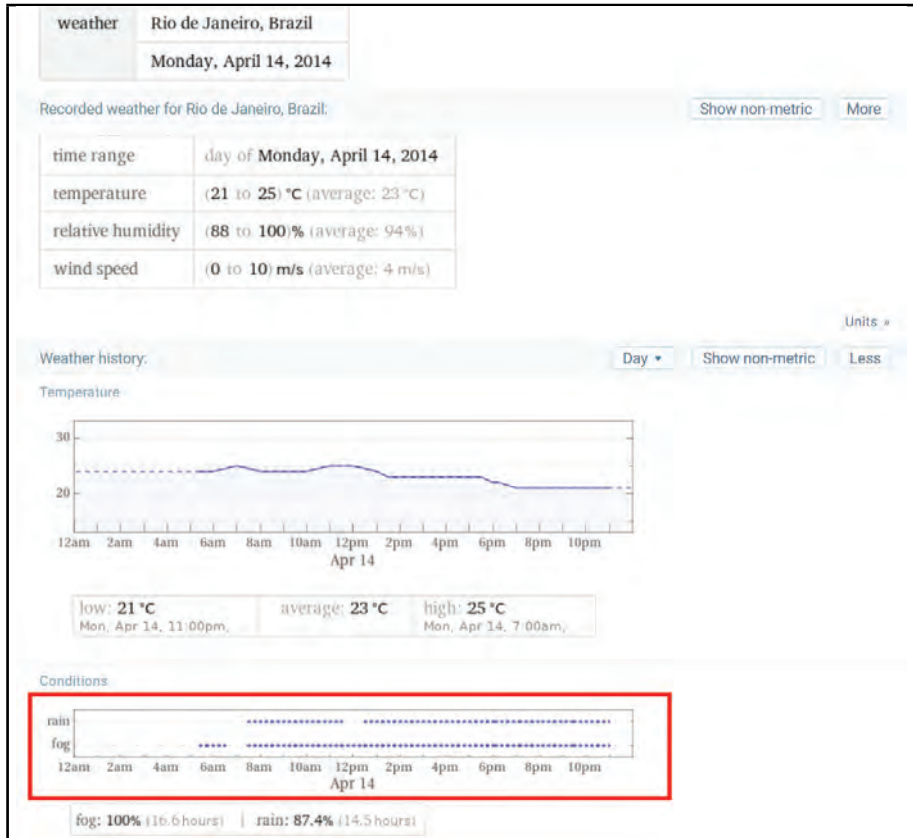 weather Rio de Janeiro, Brazil
Monday, April 14, 2014
Recorded weather for Rio de Janeiro, Brazil: Show non-metric More
time range day of Monday, April 14, 2014
temperature (21 to 25) °C (average: 23 °C)
relative humidity (88 to 100)% (average: 94%)
wind speed (0 to 10) m/s (average: 4 m/s)
Units »
Weather history: Day Show non-metric Less
Temperature
30
20
12am 2am 4am 6am 8am 10am 12pm 2pm 4pm 6pm 8pm 10pm
Apr 14
low: 21 °C average: 23 °C high: 25 °C
Mon, Apr 14, 11:00pm, Mon, Apr 14, 7:00am,
Conditions
rain
fog
12am 2am 4am 6am 8am 10am 12pm 2pm 4pm 6pm 8pm 10pm
Apr 14
fog: 100% (16.6 hours) | rain: 87.4% (14.5 hours)